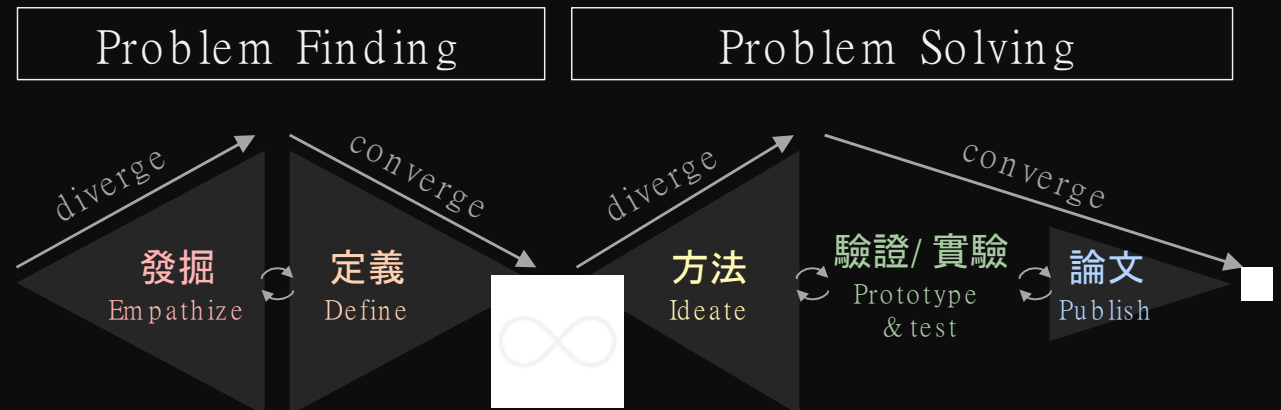 Problem Finding
Problem Solving
diverge
converge
diverge
converge
發掘
Empathize
定義
Define
方法
Ideate
驗證/ 實驗
Prototype
& test
論文
Publish